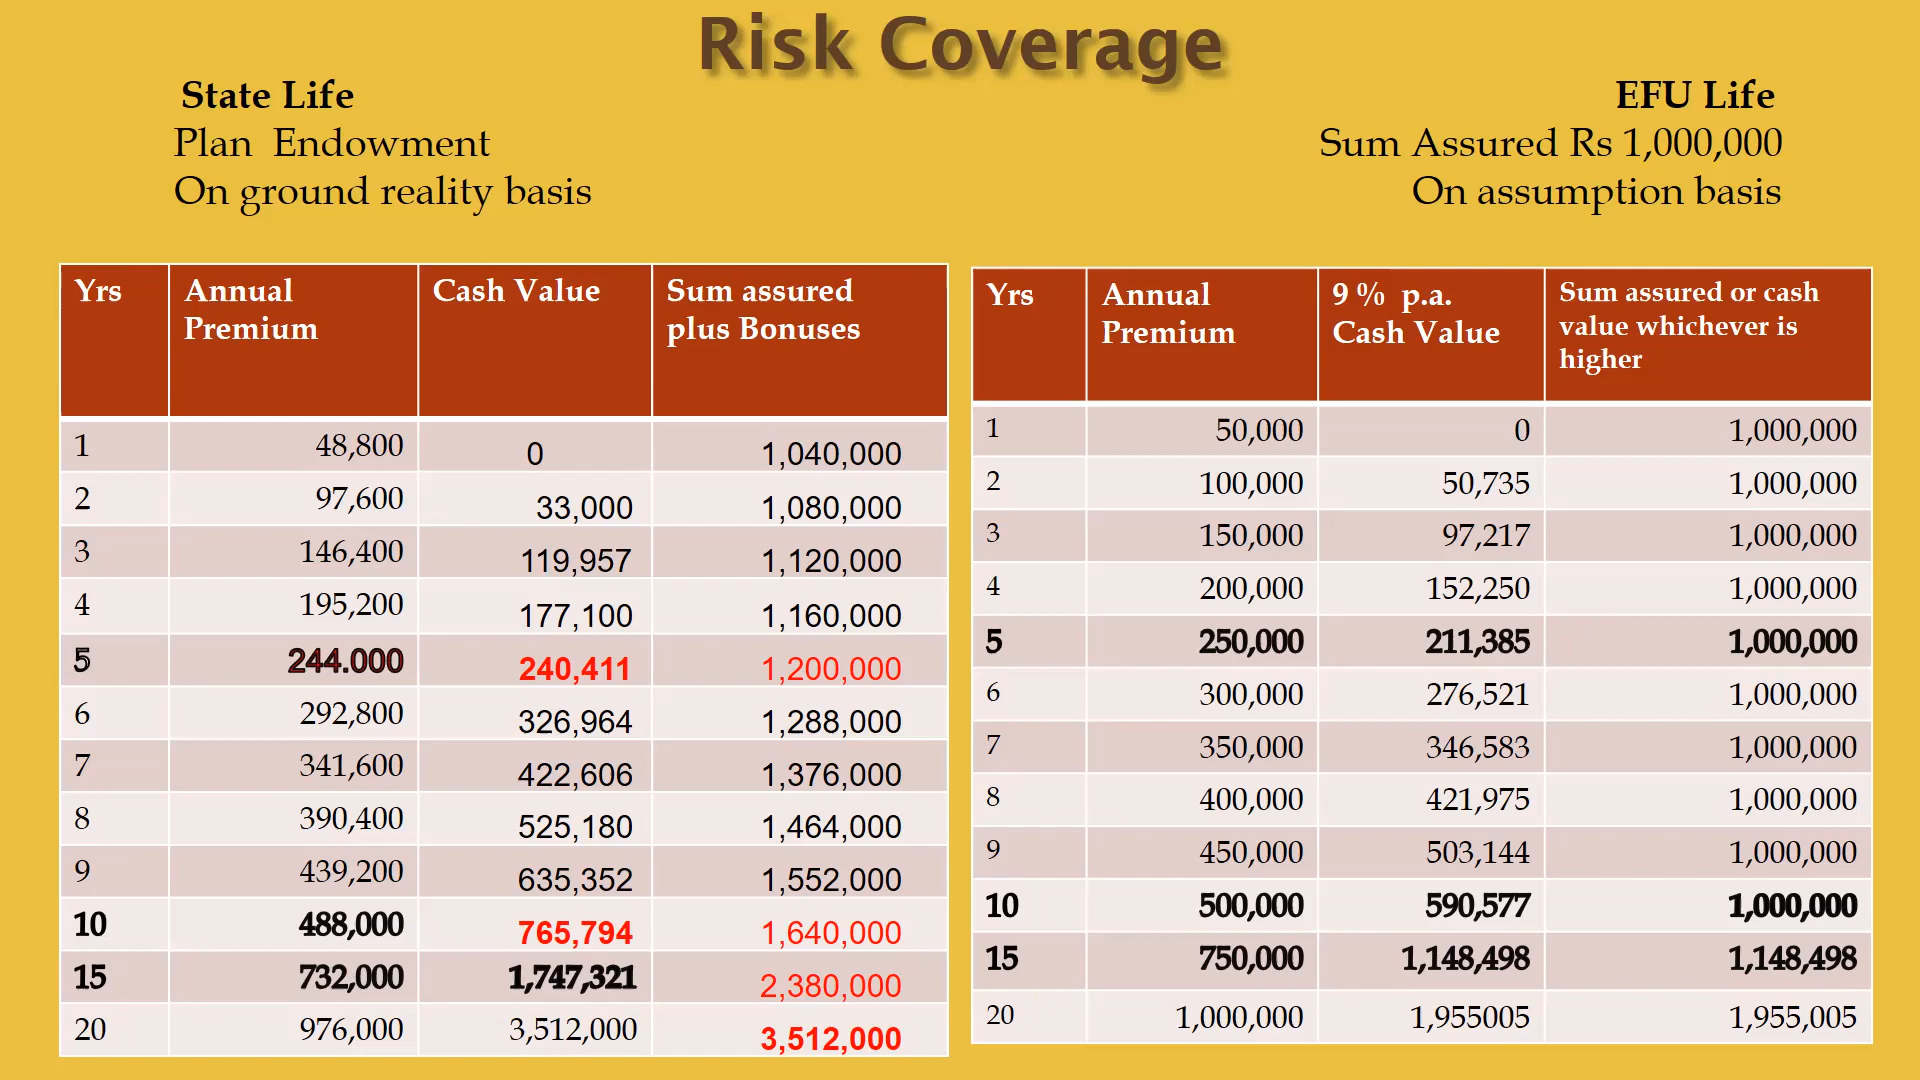 Risk Coverage
State Life
Plan Endowment
On ground reality basis
EFU Life
Sum Assured Rs 1,000,000
On assumption basis
Yrs Annual Premium Cash Value Sum assured plus Bonuses
1 48,800 0 1,040,000
2 97,600 33,000 1,080,000
3 146,400 119,957 1,120,000
4 195,200 177,100 1,160,000
5 244.000 240,411 1,200,000
6 292,800 326,964 1,288,000
7 341,600 422,606 1,376,000
8 390,400 525,180 1,464,000
9 439,200 635,352 1,552,000
10 488,000 765,794 1,640,000
15 732,000 1,747,321 2,380,000
20 976,000 3,512,000 3,512,000
Yrs Annual Premium 9 % p.a. Cash Value Sum assured or cash value whichever is higher
1 50,000 0 1,000,000
2 100,000 50,735 1,000,000
3 150,000 97,217 1,000,000
4 200,000 152,250 1,000,000
5 250,000 211,385 1,000,000
6 300,000 276,521 1,000,000
7 350,000 346,583 1,000,000
8 400,000 421,975 1,000,000
9 450,000 503,144 1,000,000
10 500,000 590,577 1,000,000
15 750,000 1,148,498 1,148,498
20 1,000,000 1,955005 1,955,005